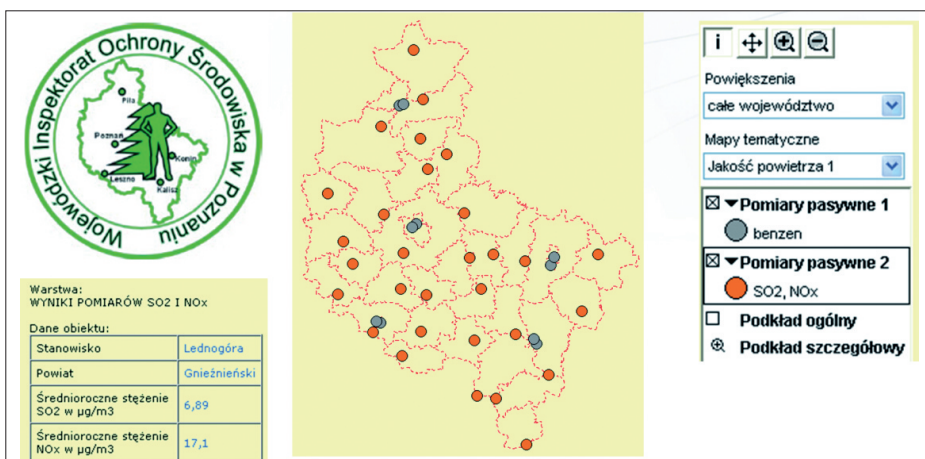 Wojewódzki Inspektorat Ochrony Środowiska w Poznaniu
Piła
Poznań
Konin
Leszno
Kalisz
Warstwa:
WYNIKI POMIARÓW SO2 I NOx
Dane obiektu:
Stanowisko Lednogóra
Powiat Gnieźnieński
Średnioroczne stężenie
SO2 w µg/m3 6,89
Średnioroczne stężenie
NOx w µg/m3 17,1
i
Powiększenia
całe województwo
Mapy tematyczne
Jakość powietrza 1
Pomiary pasywne 1
benzen
Pomiary pasywne 2
SO2, NOx
Podkład ogólny
Podkład szczegółowy